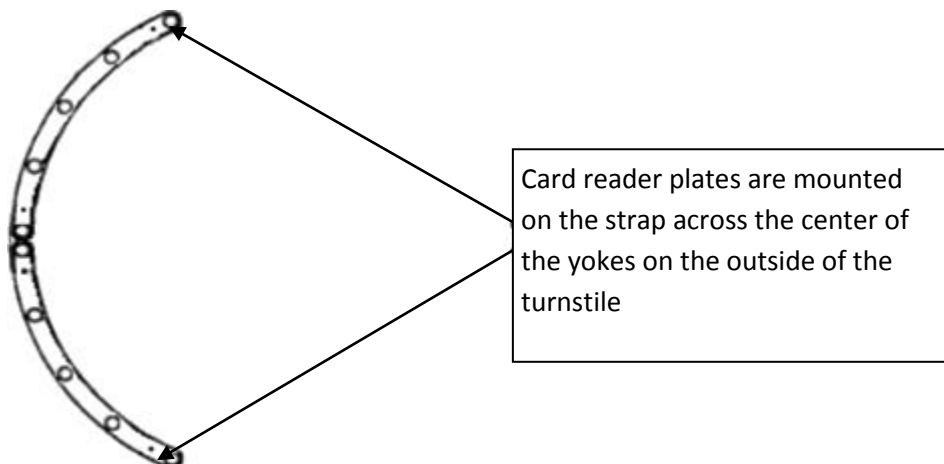 Card reader plates are mounted
on the strap across the center of
the yokes on the outside of the
turnstile